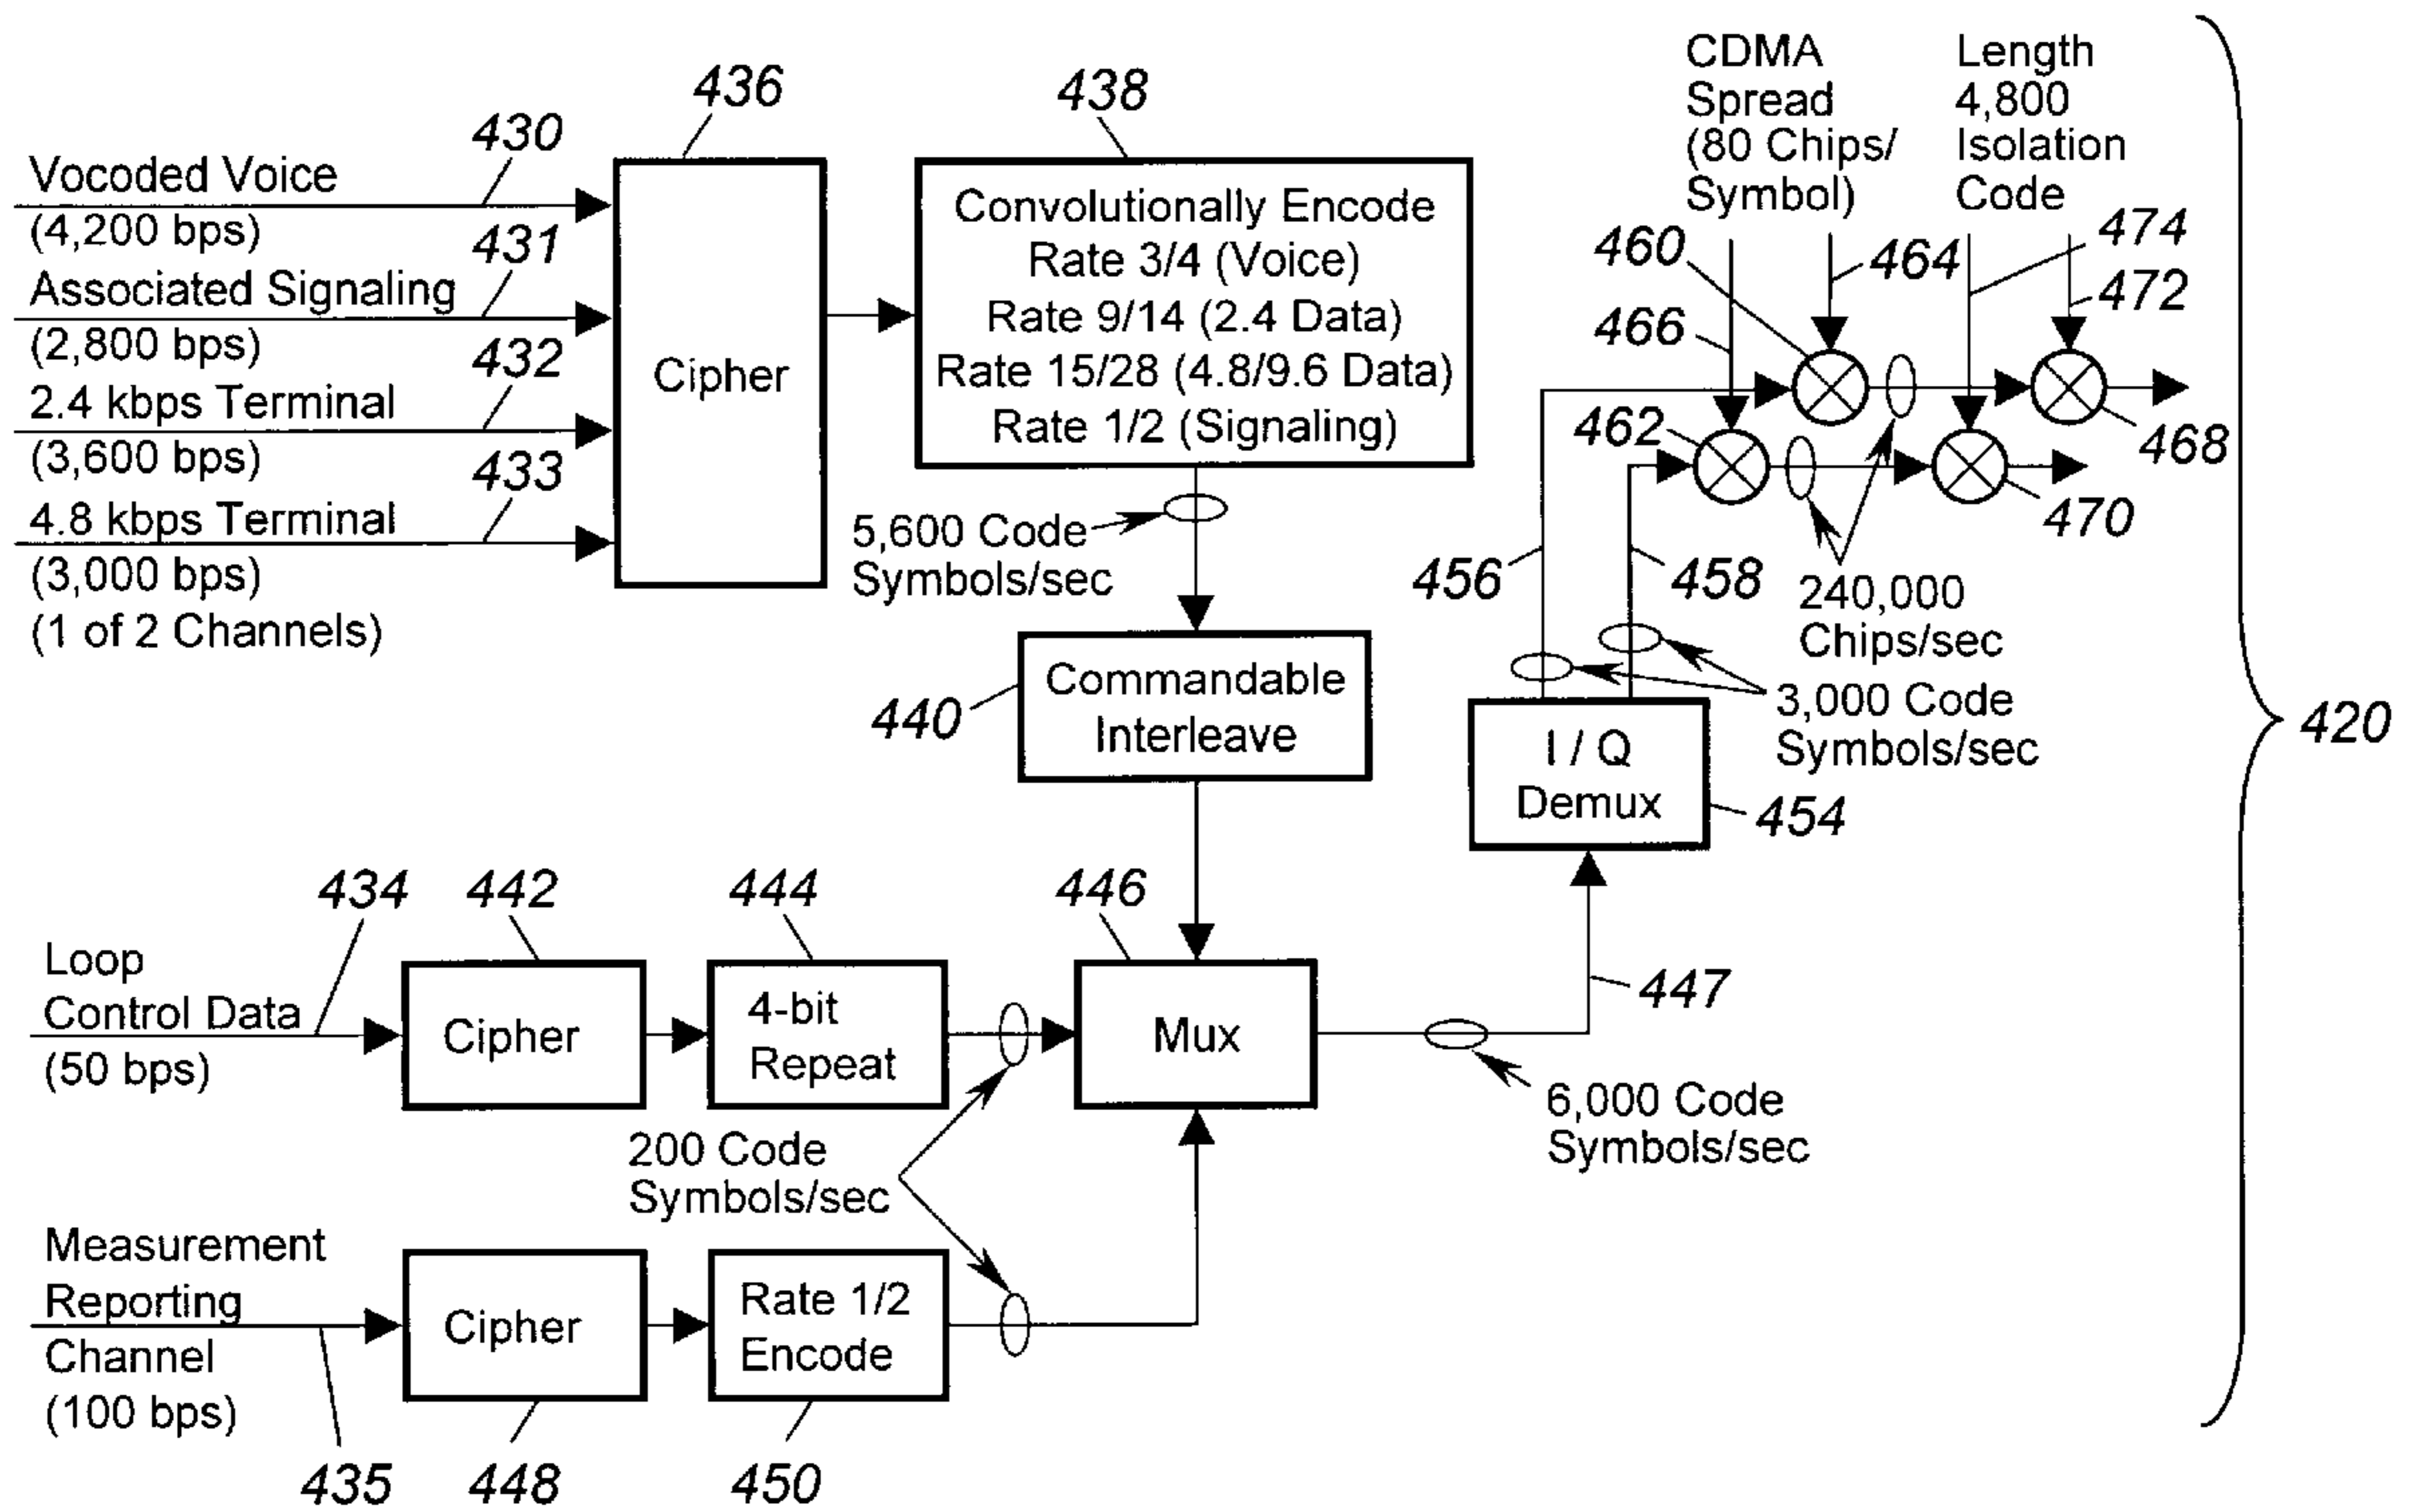 CDMA
Spread
(80 Chips/
Symbol)
Length
4,800
Isolation
Code
436
438
430
Vocoded Voice
(4,200 bps)
431
Associated Signaling
(2,800 bps)
432
2.4 kbps Terminal
(3,600 bps)
433
4.8 kbps Terminal
(3,000 bps)
(1 of 2 Channels)
Cipher
Convolutionally Encode
Rate 3/4 (Voice)
Rate 9/14 (2.4 Data)
Rate 15/28 (4.8/9.6 Data)
Rate 1/2 (Signaling)
460
464
474
472
466
462
468
470
5,600 Code
Symbols/sec
456
458
240,000
Chips/sec
Commandable
Interleave
440
3,000 Code
Symbols/sec
I / Q
Demux
454
420
434
442
444
446
447
Loop
Control Data
(50 bps)
Cipher
4-bit
Repeat
Mux
6,000 Code
Symbols/sec
200 Code
Symbols/sec
Measurement
Reporting
Channel
(100 bps)
Cipher
Rate 1/2
Encode
435
448
450